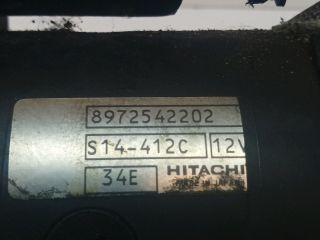 8972542202
S14-412C 12V
34E HITACHI
MADE IN JAPAN